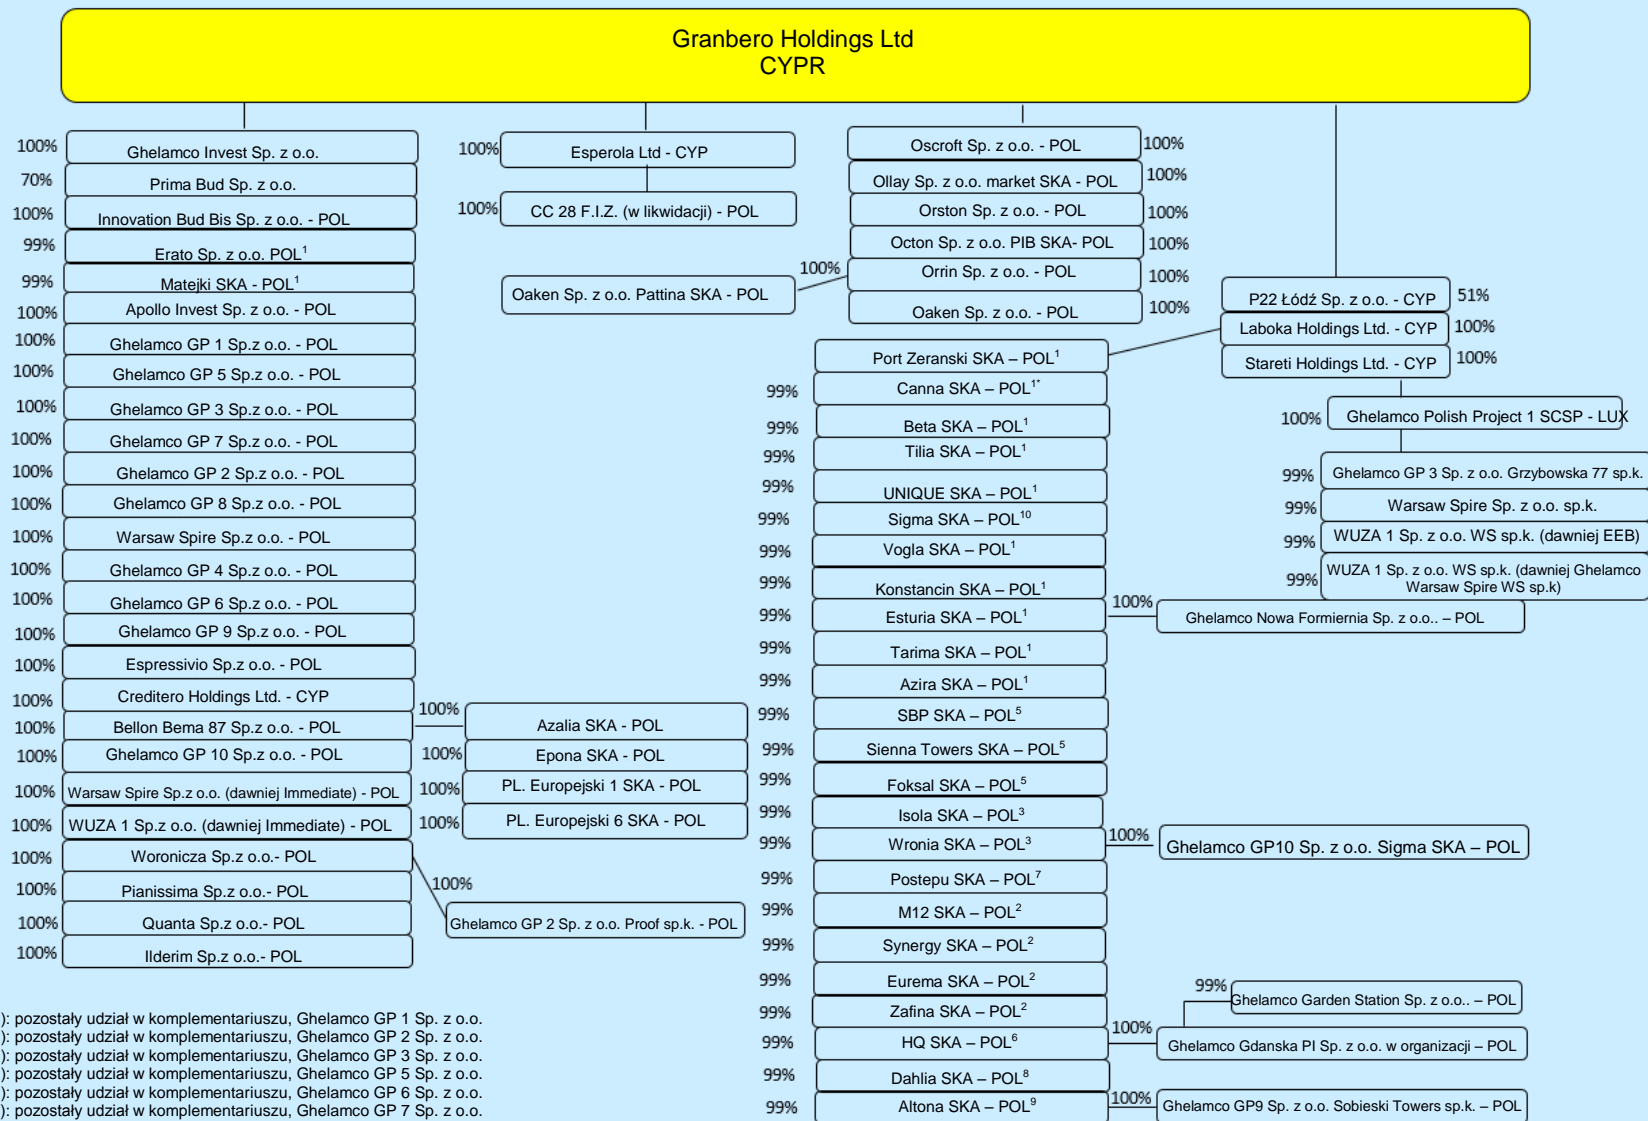 Granbero Holdings Ltd
CYPR
100% Ghelamco Invest Sp. z o.o.
70% Prima Bud Sp. z o.o.
100% Innovation Bud Bis Sp. z o.o. - POL
99% Erato Sp. z o.o. POL¹
99% Matejki SKA - POL¹
100% Apollo Invest Sp. z o.o. - POL
100% Ghelamco GP 1 Sp.z o.o. - POL
100% Ghelamco GP 5 Sp.z o.o. - POL
100% Ghelamco GP 3 Sp.z o.o. - POL
100% Ghelamco GP 7 Sp.z o.o. - POL
100% Ghelamco GP 2 Sp.z o.o. - POL
100% Ghelamco GP 8 Sp.z o.o. - POL
100% Warsaw Spire Sp.z o.o. - POL
100% Ghelamco GP 4 Sp.z o.o. - POL
100% Ghelamco GP 6 Sp.z o.o. - POL
100% Ghelamco GP 9 Sp.z o.o. - POL
100% Espressivio Sp.z o.o. - POL
100% Creditero Holdings Ltd. - CYP
100% Bellon Bema 87 Sp.z o.o. - POL
100% Ghelamco GP 10 Sp.z o.o. - POL
100% Warsaw Spire Sp.z o.o. (dawniej Immediate) - POL
100% WUZA 1 Sp.z o.o. (dawniej Immediate) - POL
100% Woronicza Sp.z o.o.- POL
100% Pianissima Sp.z o.o.- POL
100% Quanta Sp.z o.o.- POL
100% Ilderim Sp.z o.o.- POL
100% Esperola Ltd - CYP
100% CC 28 F.I.Z. (w likwidacji) - POL
Oaken Sp. z o.o. Pattina SKA - POL 100%
100% Azalia SKA - POL
100% Epona SKA - POL
100% PL. Europejski 1 SKA - POL
100% PL. Europejski 6 SKA - POL
100%
Ghelamco GP 2 Sp. z o.o. Proof sp.k. - POL
Oscroft Sp. z o.o. - POL 100%
Ollay Sp. z o.o. market SKA - POL 100%
Orston Sp. z o.o. - POL 100%
Octon Sp. z o.o. PIB SKA- POL 100%
Orrin Sp. z o.o. - POL 100%
Oaken Sp. z o.o. - POL 100%
Port Zeranski SKA – POL¹
99% Canna SKA – POL¹*
99% Beta SKA – POL¹
99% Tilia SKA – POL¹
99% UNIQUE SKA – POL¹
99% Sigma SKA – POL¹⁰
99% Vogla SKA – POL¹
99% Konstancin SKA – POL¹
99% Esturia SKA – POL¹
99% Tarima SKA – POL¹
99% Azira SKA – POL¹
99% SBP SKA – POL⁵
99% Sienna Towers SKA – POL⁵
99% Foksal SKA – POL⁵
99% Isola SKA – POL³
99% Wronia SKA – POL³
99% Postepu SKA – POL⁷
99% M12 SKA – POL²
99% Synergy SKA – POL²
99% Eurema SKA – POL²
99% Zafina SKA – POL²
99% HQ SKA – POL⁶
99% Dahlia SKA – POL⁸
99% Altona SKA – POL⁹
P22 Łódź Sp. z o.o. - CYP 51%
Laboka Holdings Ltd. - CYP 100%
Stareti Holdings Ltd. - CYP 100%
100% Ghelamco Polish Project 1 SCSP - LUX
99% Ghelamco GP 3 Sp. z o.o. Grzybowska 77 sp.k.
99% Warsaw Spire Sp. z o.o. sp.k.
99% WUZA 1 Sp. z o.o. WS sp.k. (dawniej EEB)
99% WUZA 1 Sp. z o.o. WS sp.k. (dawniej Ghelamco
Warsaw Spire WS sp.k)
100% Ghelamco Nowa Formiernia Sp. z o.o.. – POL
100% Ghelamco GP10 Sp. z o.o. Sigma SKA – POL
99% Ghelamco Garden Station Sp. z o.o.. – POL
100% Ghelamco Gdanska PI Sp. z o.o. w organizacji – POL
100% Ghelamco GP9 Sp. z o.o. Sobieski Towers sp.k. – POL
): pozostały udział w komplementariuszu, Ghelamco GP 1 Sp. z o.o.
): pozostały udział w komplementariuszu, Ghelamco GP 2 Sp. z o.o.
): pozostały udział w komplementariuszu, Ghelamco GP 3 Sp. z o.o.
): pozostały udział w komplementariuszu, Ghelamco GP 5 Sp. z o.o.
): pozostały udział w komplementariuszu, Ghelamco GP 6 Sp. z o.o.
): pozostały udział w komplementariuszu, Ghelamco GP 7 Sp. z o.o.